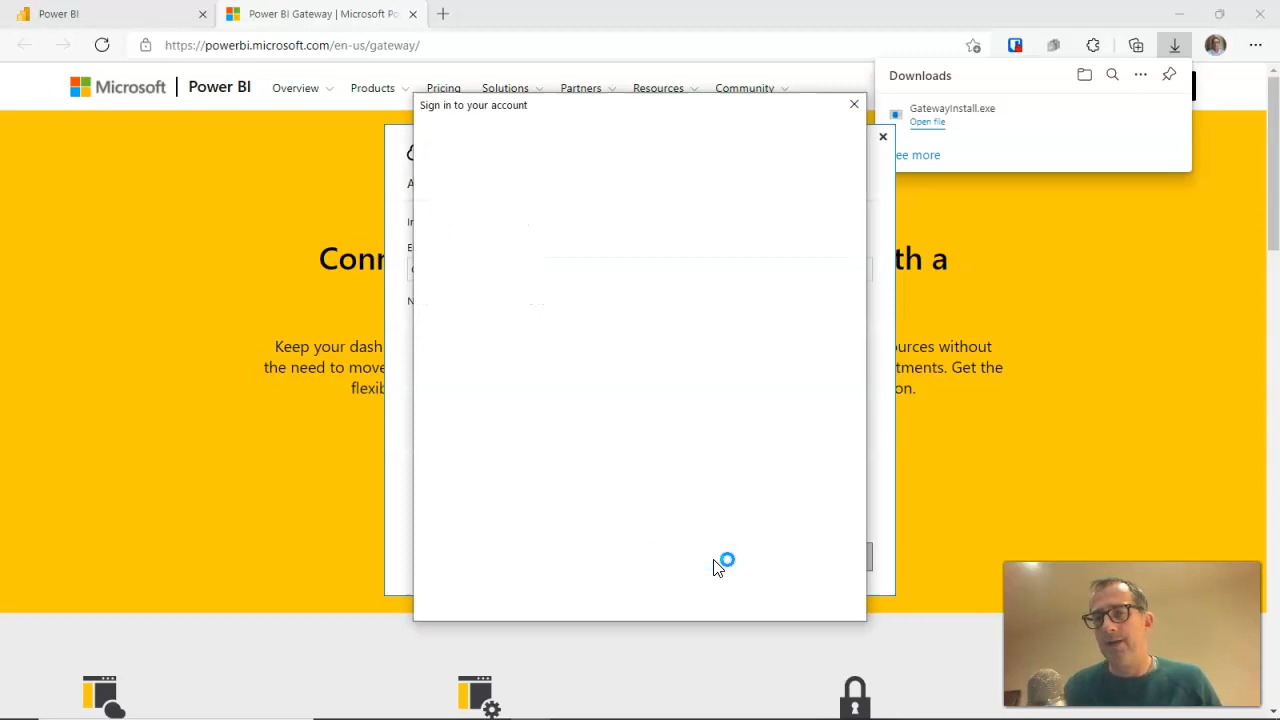 Power BI
Power BI Gateway | Microsoft Po
https://powerbi.microsoft.com/en-us/gateway/
Microsoft
Power BI
Overview
Products
Pricing
Solutions
Partners
Resources
Community
Downloads
GatewayInstall.exe
Open file
ee more
Sign in to your account
Conn
th a
Keep your dash
ources without
the need to move
tments. Get the
flexib
on.